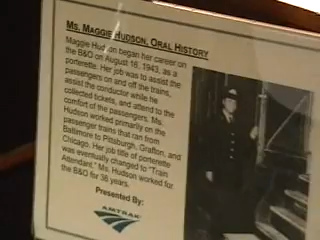 Ms. Maggie Hudson, Oral History
Maggie Hudson began her career on
the B&O on August 16, 1943, as a
porterette. Her job was to assist the
passengers on and off the trains,
assist the conductor while he
collected tickets, and attend to the
comfort of the passengers. Ms.
Hudson worked primarily on the
passenger trains that ran from
Baltimore to Pittsburgh, Grafton, and
Chicago. Her job title of porterette
was eventually changed to "Train
Attendant." Ms. Hudson worked for
the B&O for 36 years.
Presented By:
AMTRAK